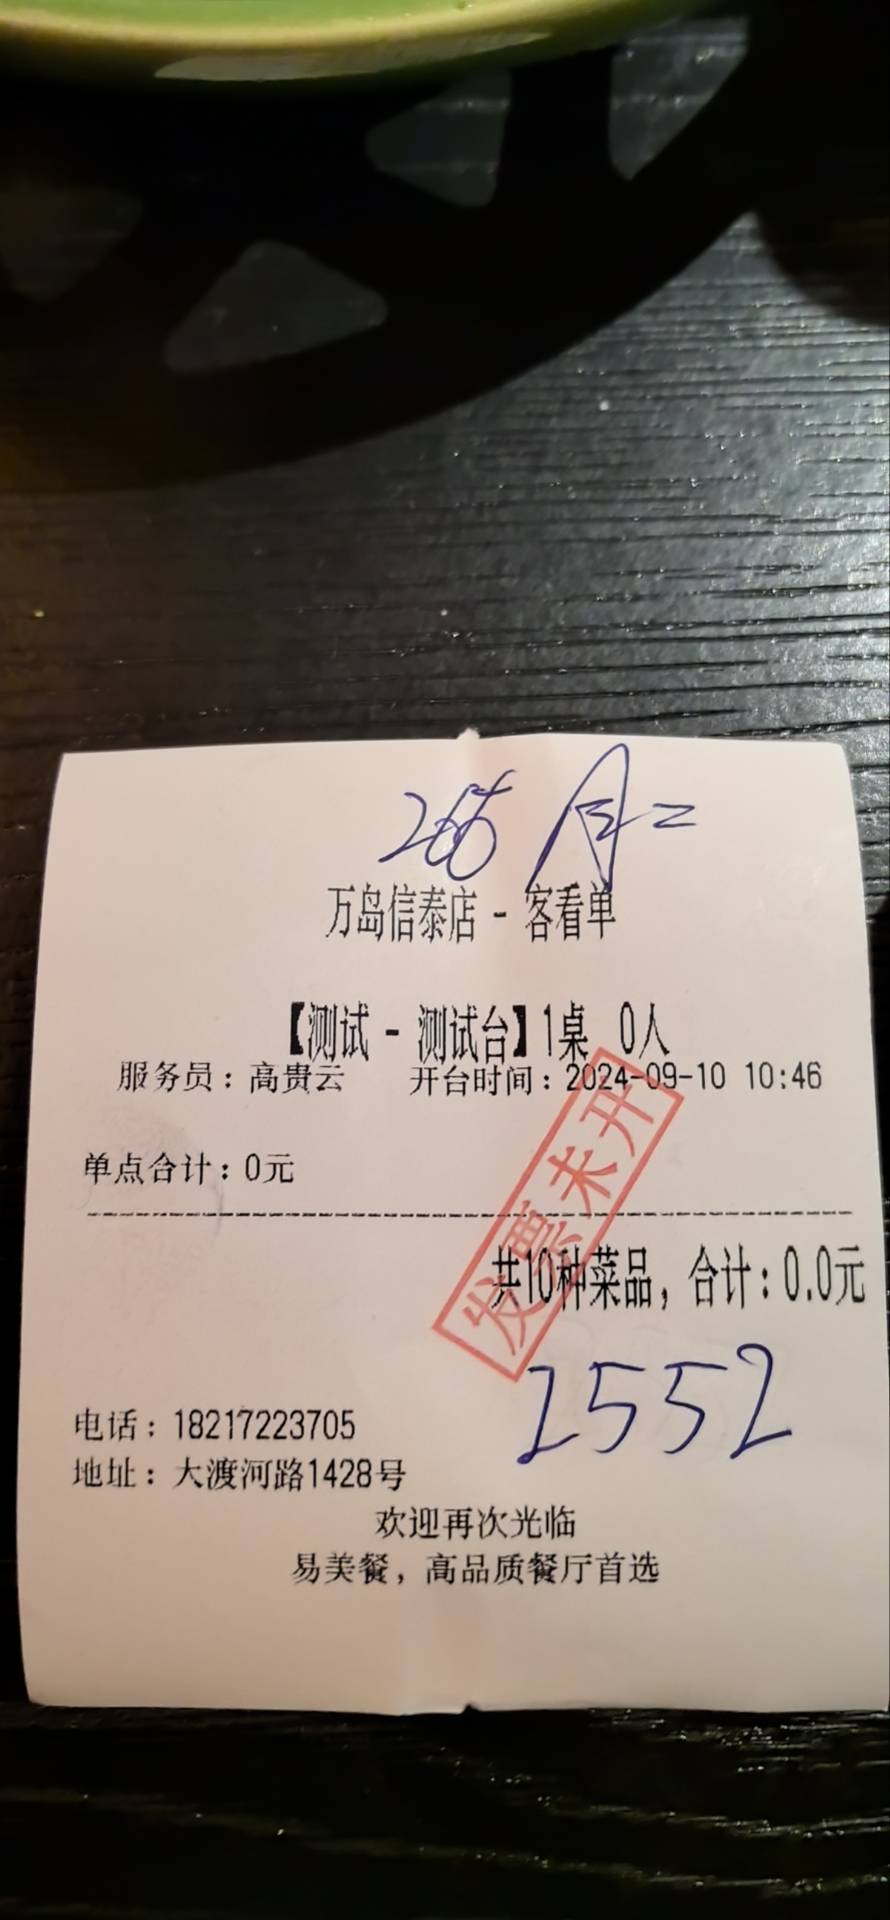 月二
万岛信泰店 - 客看单
【测试 - 测试台】1桌 0人
服务员：高贵云 开台时间：2024-09-10 10:46
单点合计：0元
发票未开
共10种菜品，合计：0.0元
2552
电话：18217223705
地址：大渡河路1428号
欢迎再次光临
易美餐，高品质餐厅首选